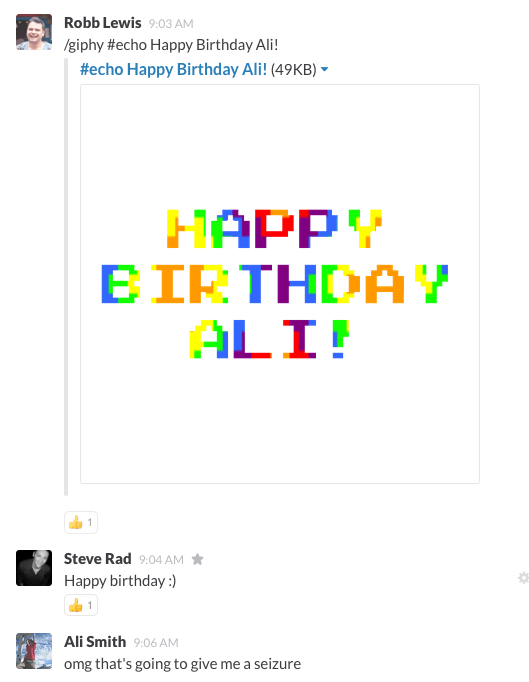 Robb Lewis 9:03 AM
/giphy #echo Happy Birthday Ali!
#echo Happy Birthday Ali! (49KB)
HAPPY
BIRTHDAY
ALI!
1
Steve Rad 9:04 AM
Happy birthday :)
1
Ali Smith 9:06 AM
omg that's going to give me a seizure